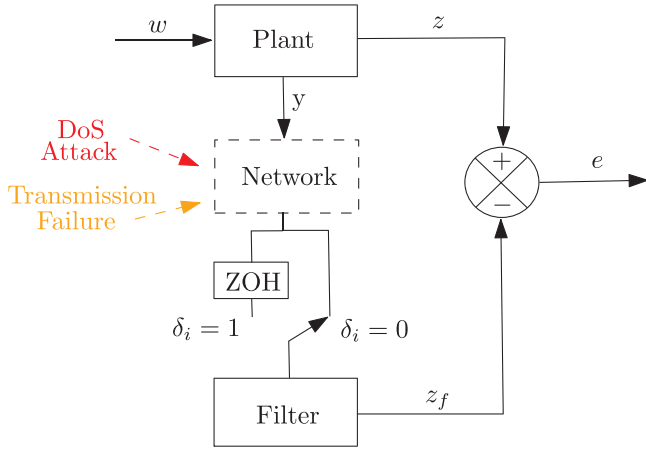 w
Plant
z
y
DoS
Attack
Network
+
−
e
Transmission
Failure
ZOH
δ_i = 1
δ_i = 0
Filter
z_f